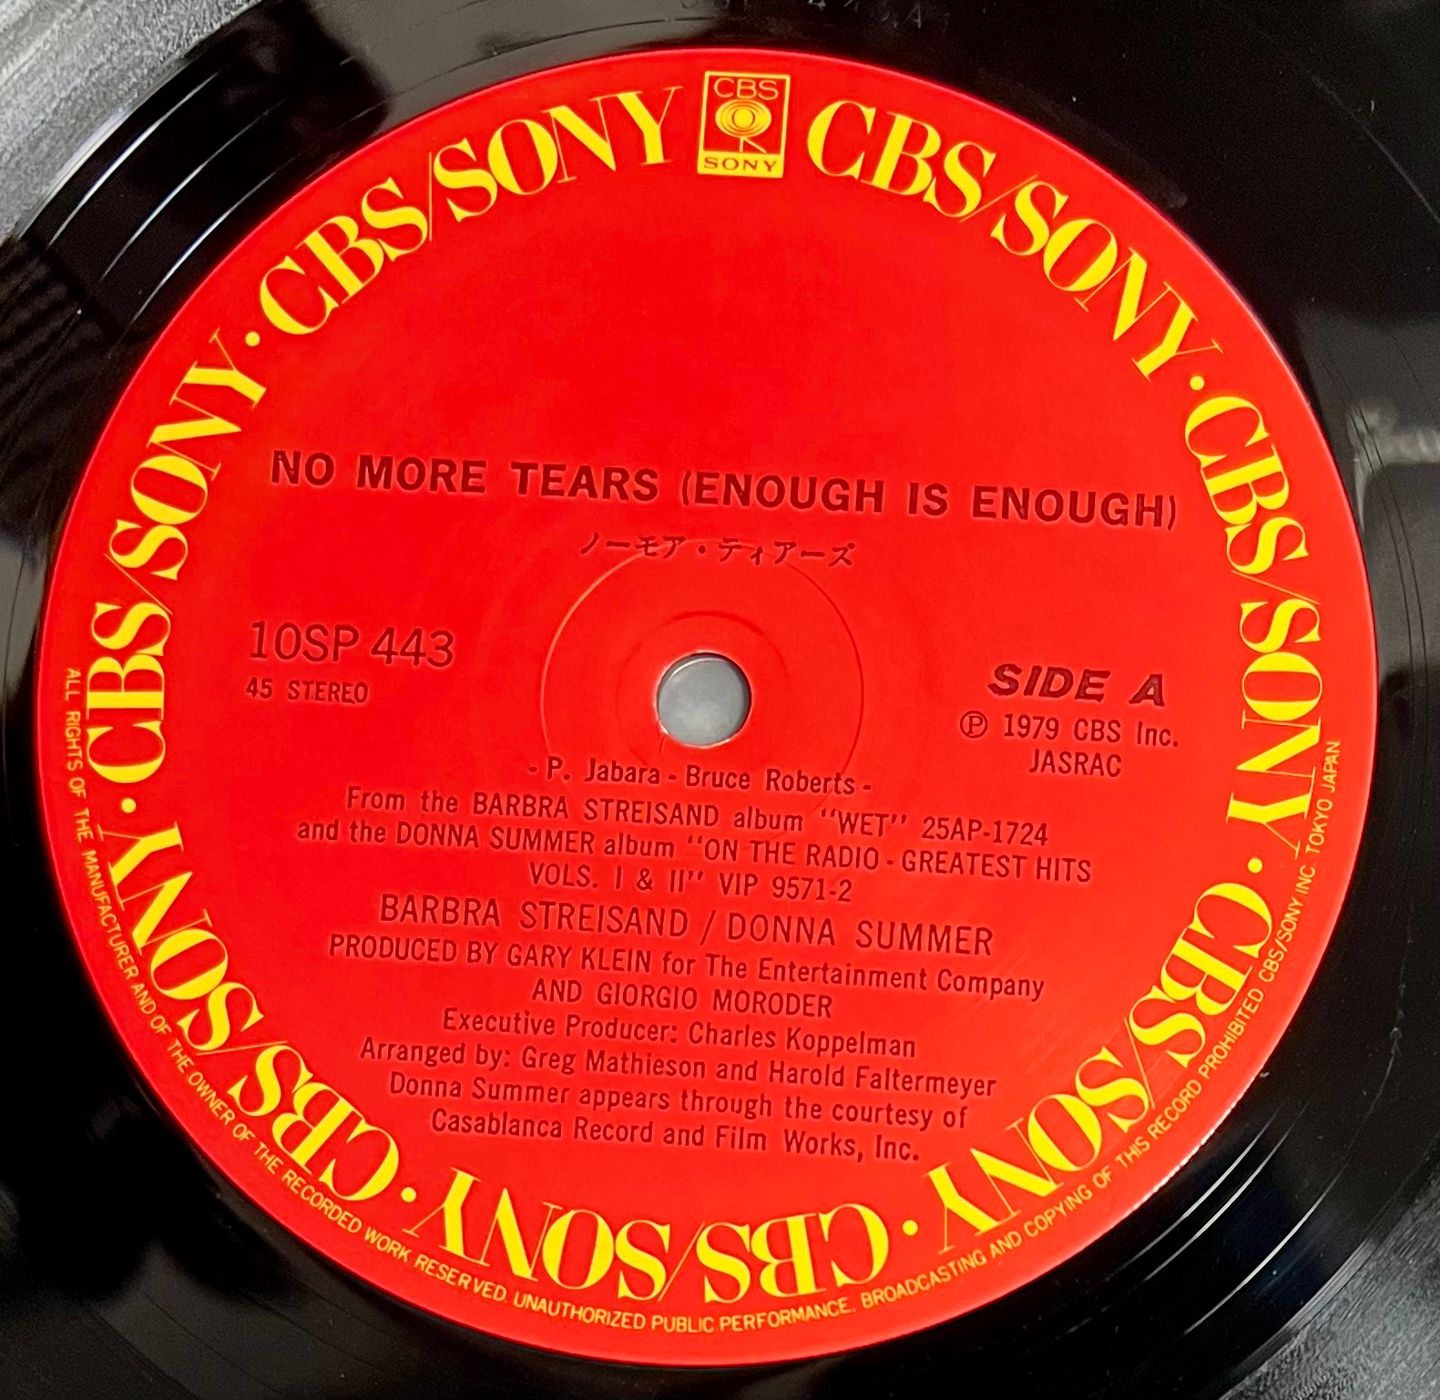 CBS
SONY
CBS/SONY · CBS/SONY · CBS/SONY · CBS/SONY · CBS/SONY · CBS/SONY · CBS/SONY
NO MORE TEARS (ENOUGH IS ENOUGH)
ノーモア・ティアーズ
10SP 443
45 STEREO
SIDE A
Ⓟ 1979 CBS Inc.
JASRAC
- P. Jabara - Bruce Roberts -
From the BARBRA STREISAND album "WET" 25AP-1724
and the DONNA SUMMER album "ON THE RADIO - GREATEST HITS
VOLS. I & II" VIP 9571-2
BARBRA STREISAND / DONNA SUMMER
PRODUCED BY GARY KLEIN for The Entertainment Company
AND GIORGIO MORODER
Executive Producer: Charles Koppelman
Arranged by: Greg Mathieson and Harold Faltermeyer
Donna Summer appears through the courtesy of
Casablanca Record and Film Works, Inc.
ALL RIGHTS OF THE MANUFACTURER AND OF THE OWNER OF THE RECORDED WORK RESERVED. UNAUTHORIZED PUBLIC PERFORMANCE. BROADCASTING AND COPYING OF THIS RECORD PROHIBITED CBS/SONY INC. TOKYO JAPAN